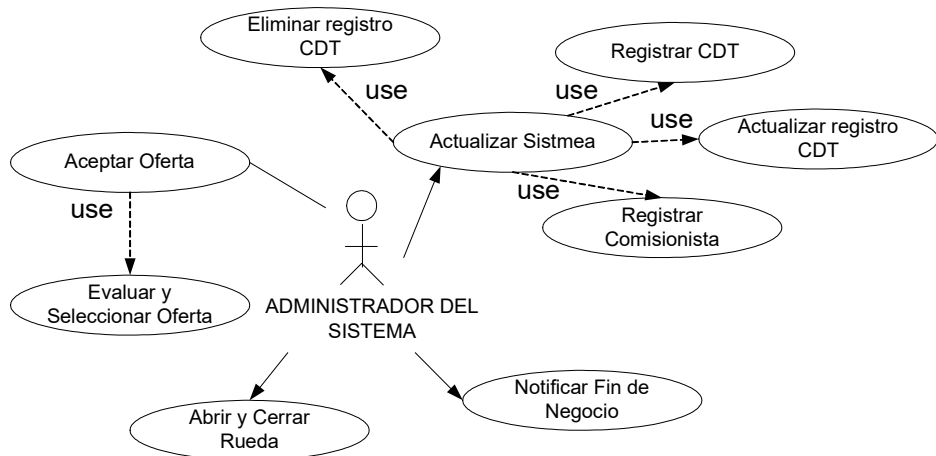 Eliminar registro
CDT
Registrar CDT
use
use
Actualizar Sistmea
use
Actualizar registro
CDT
Aceptar Oferta
use
use
Registrar
Comisionista
Evaluar y
Seleccionar Oferta
ADMINISTRADOR DEL
SISTEMA
Notificar Fin de
Negocio
Abrir y Cerrar
Rueda